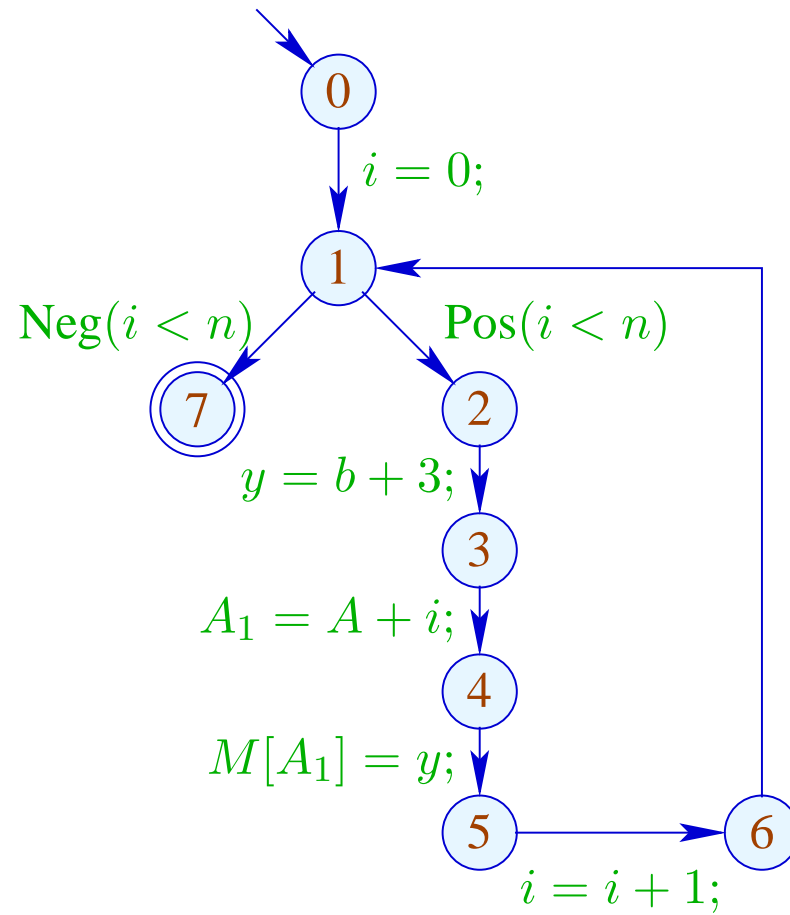 0
i = 0;
1
Neg(i < n)
Pos(i < n)
7
2
y = b + 3;
3
A₁ = A + i;
4
M[A₁] = y;
5
6
i = i + 1;